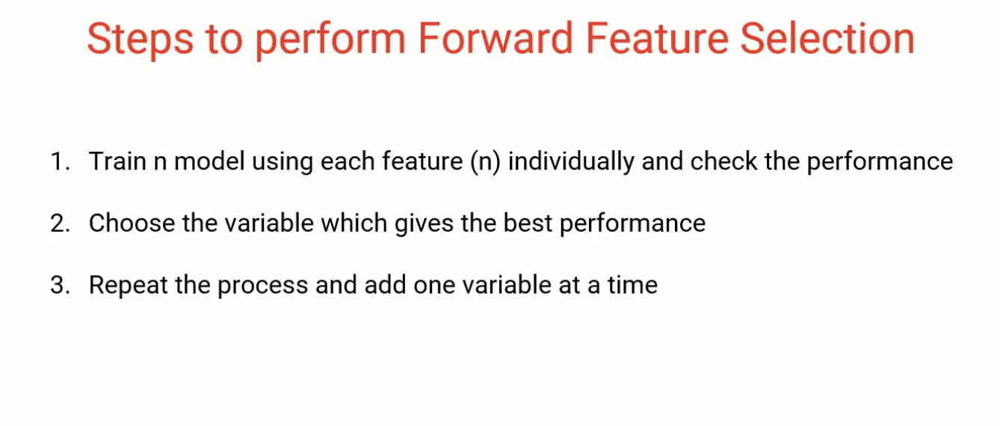 Steps to perform Forward Feature Selection
1. Train n model using each feature (n) individually and check the performance
2. Choose the variable which gives the best performance
3. Repeat the process and add one variable at a time